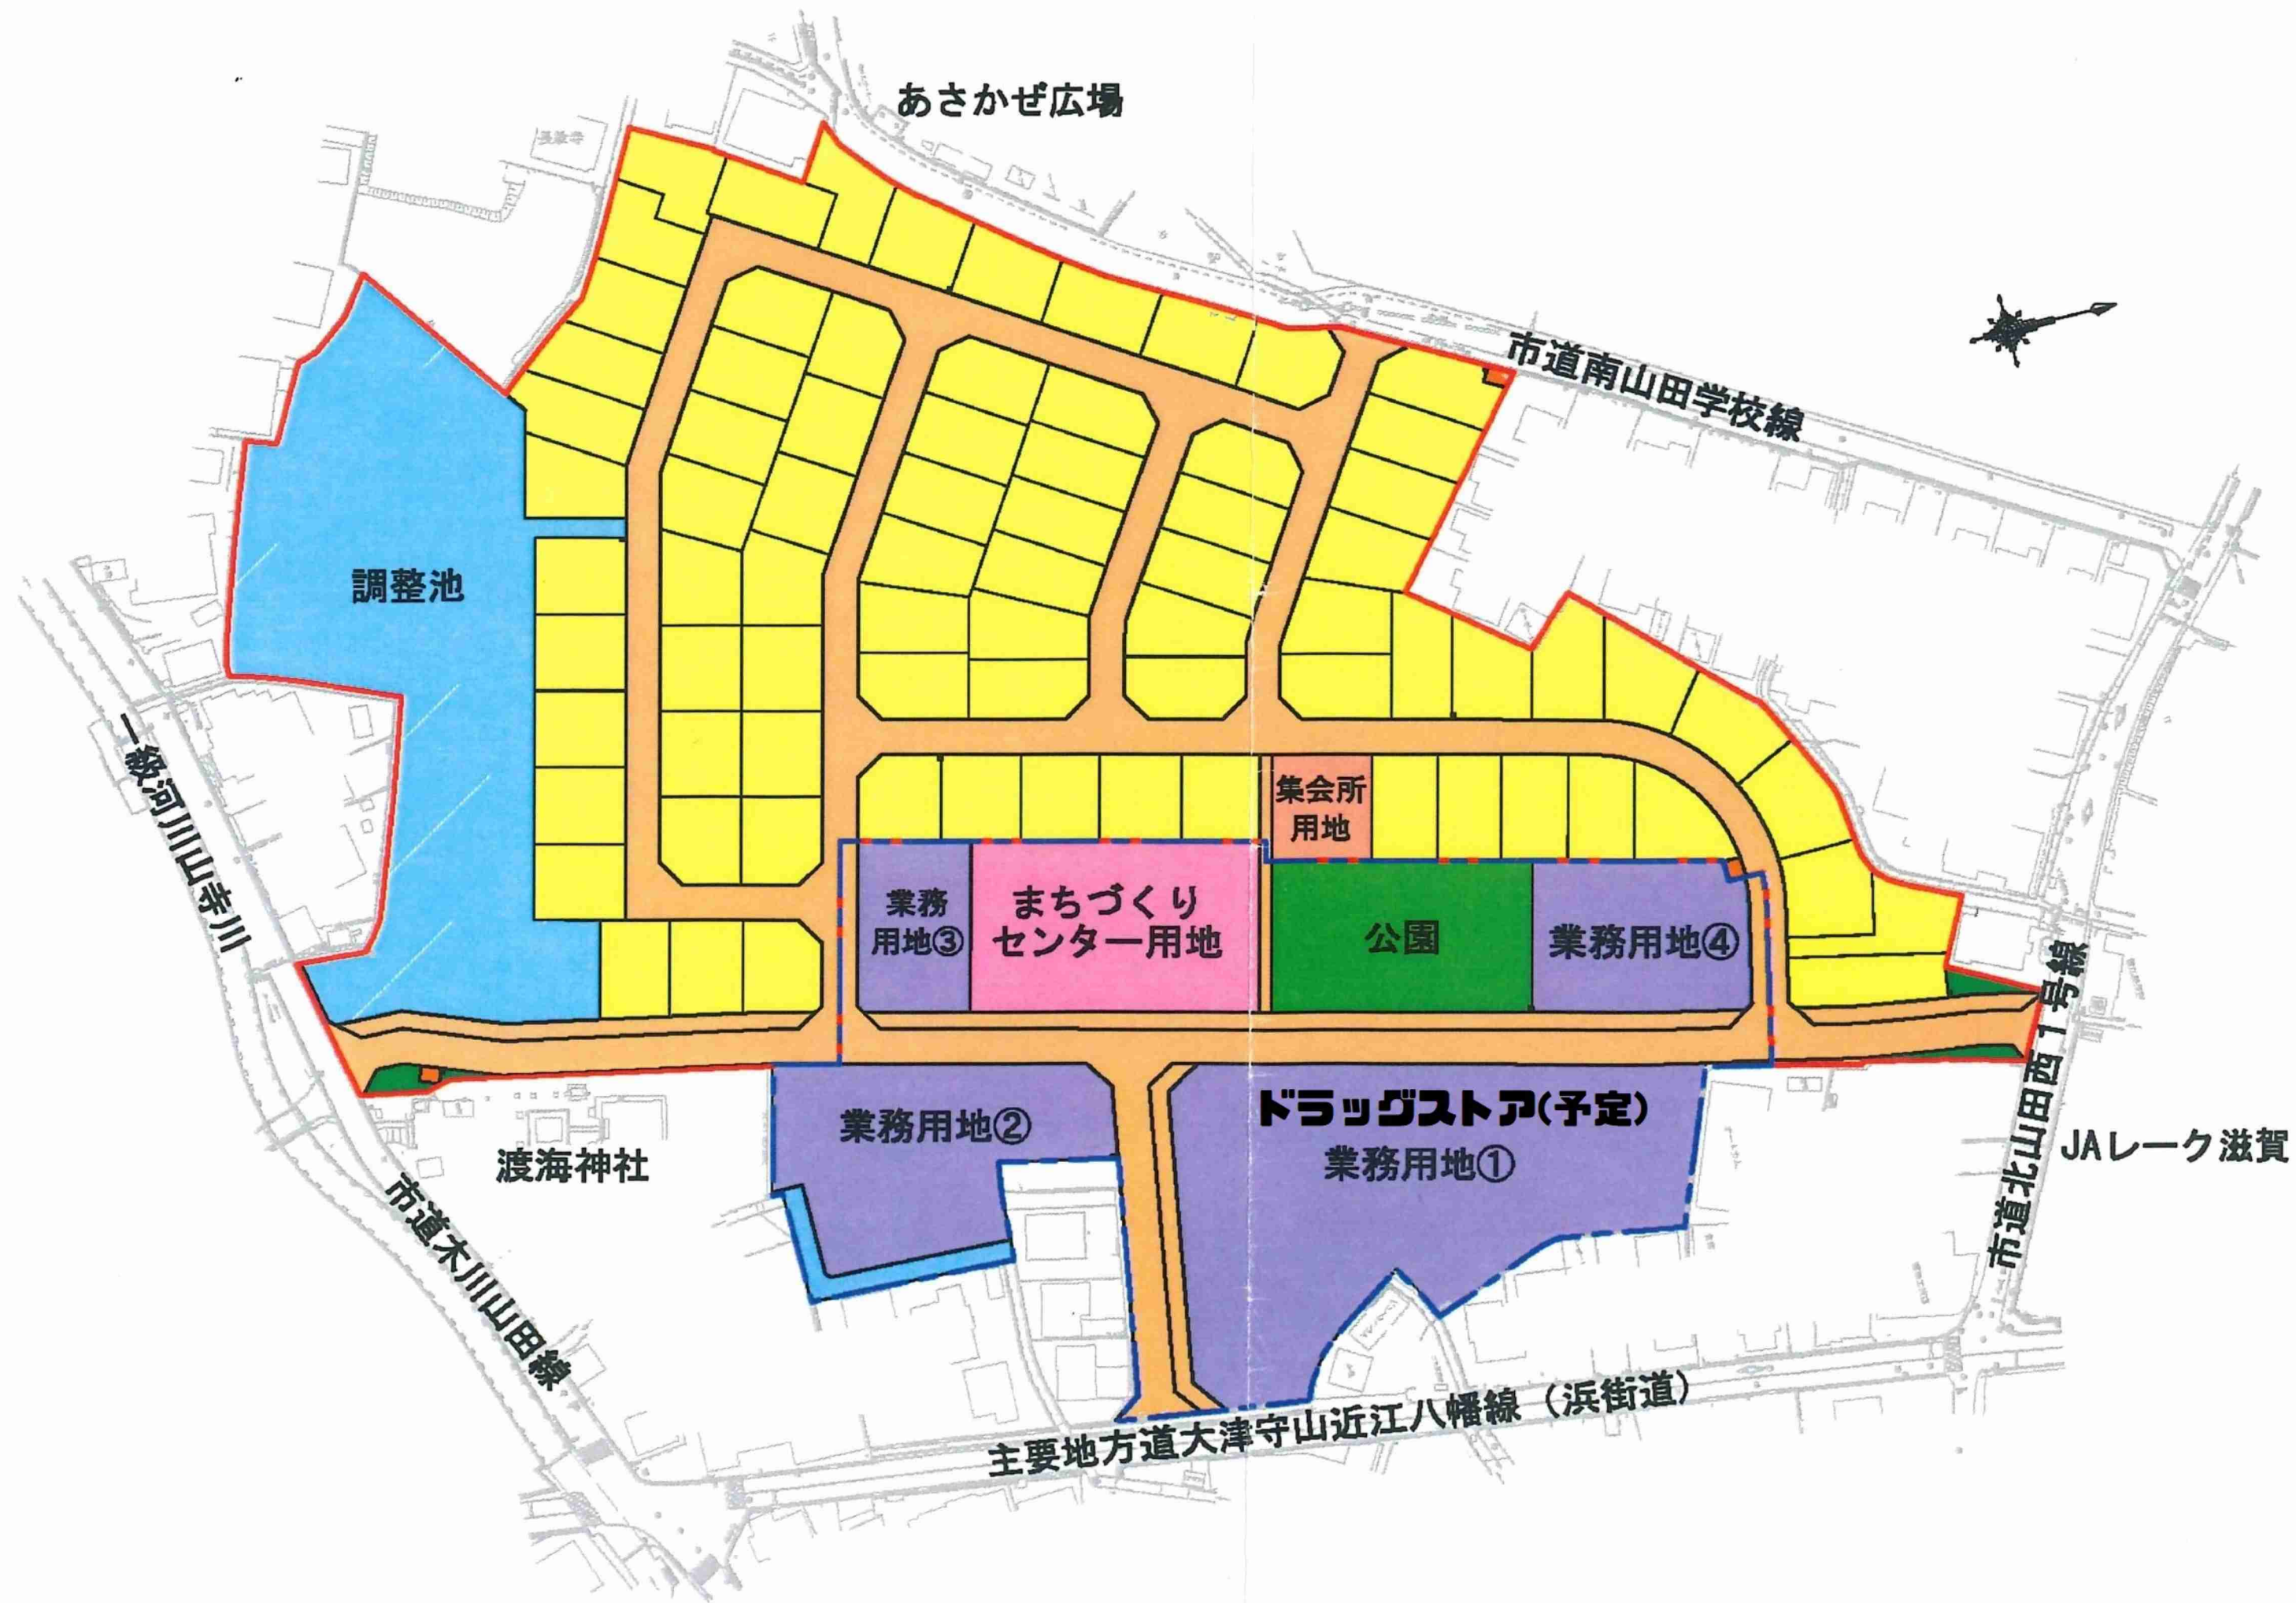 あさかぜ広場
市道南山田学校線
調整池
一級河川山寺川
集会所
用地
業務
用地③
まちづくり
センター用地
公園
業務用地④
市道北山田西1号線
ドラッグストア(予定)
業務用地①
業務用地②
渡海神社
JAレーク滋賀
市道木川山田線
主要地方道大津守山近江八幡線（浜街道）